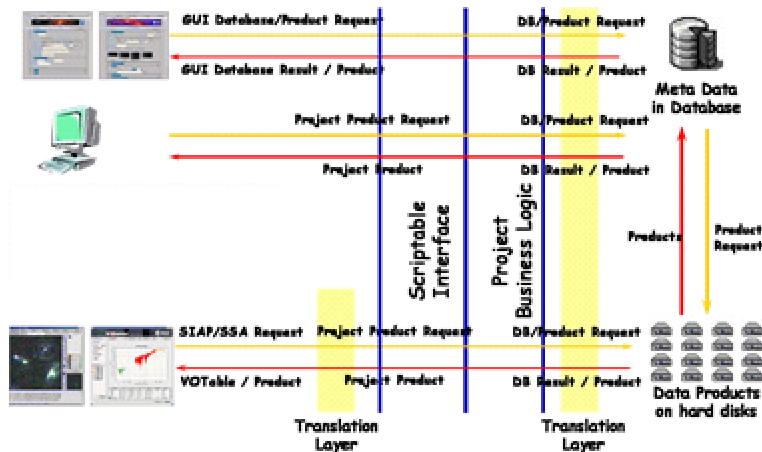 GUI Database/Product Request
DB/Product Request
GUI Database Result / Product
DB Result / Product
Meta Data
in Database
Project Product Request
DB/Product Request
Project Product
DB Result / Product
Scriptable
Interface
Project
Business Logic
Products
Product
Request
SIAP/SSA Request
Project Product Request
DB/Product Request
VOTable / Product
Project Product
DB Result / Product
Data Products
on hard disks
Translation
Layer
Translation
Layer